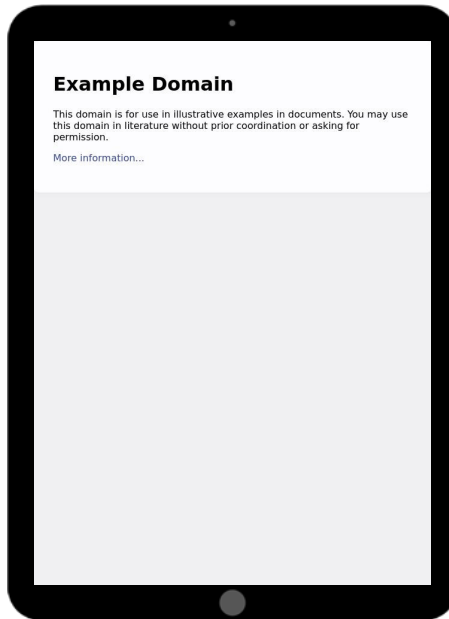 Example Domain
This domain is for use in illustrative examples in documents. You may use
this domain in literature without prior coordination or asking for
permission.
More information...